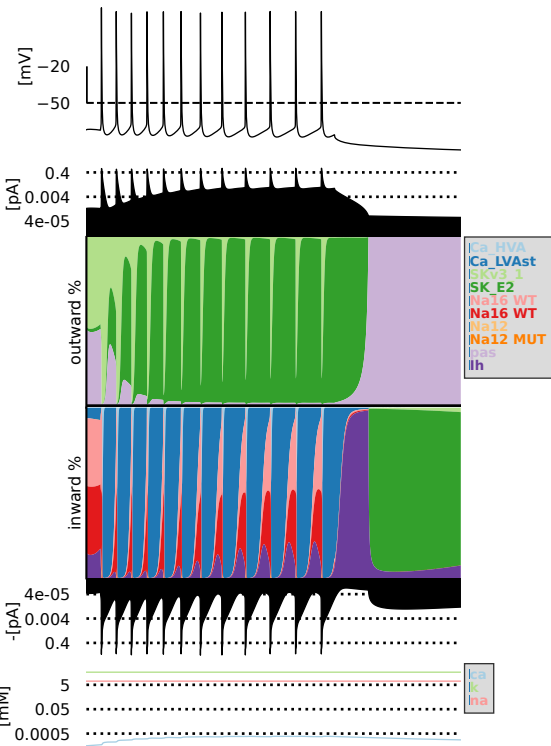 [mV]
−20
−50
[pA]
0.4
0.004
4e-05
outward %
Ca_HVA
Ca_LVAst
SKv3_1
SK_E2
Na16 WT
Na16 WT
Na12
Na12 MUT
pas
Ih
inward %
-[pA]
4e-05
0.004
0.4
[mM]
5
0.05
0.0005
ca
k
na